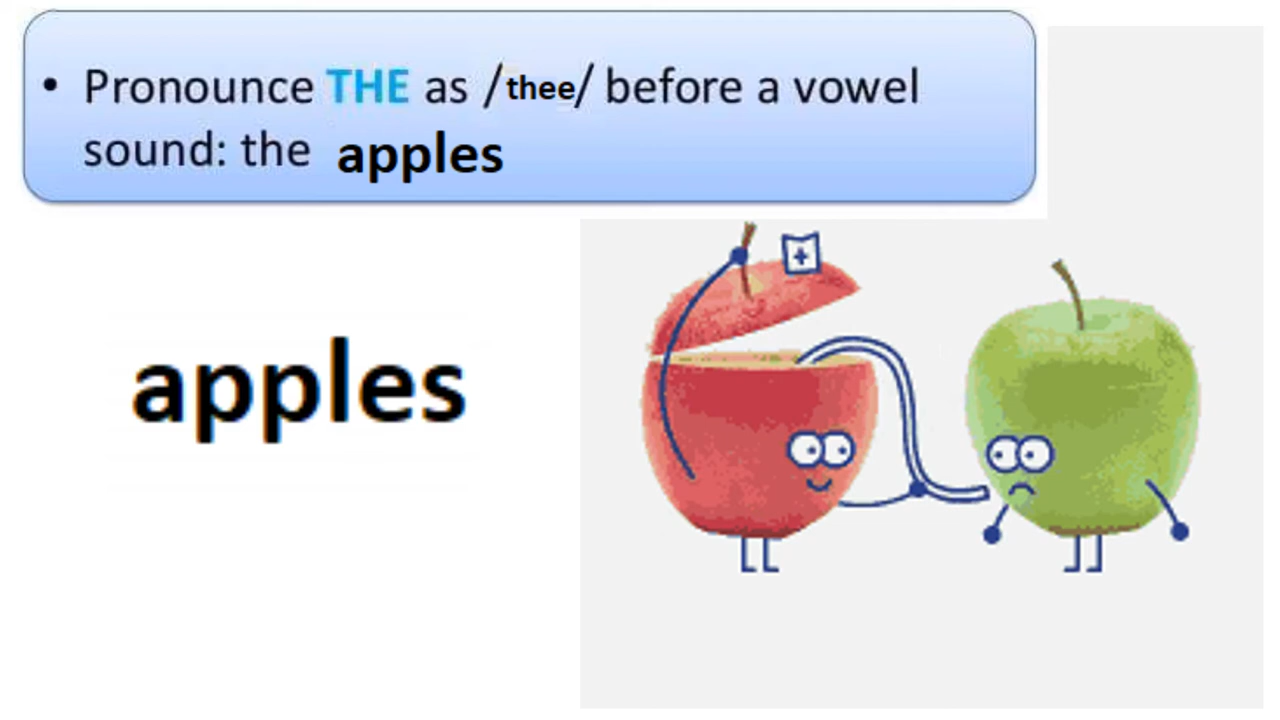 • Pronounce THE as /thee/ before a vowel
sound: the apples
apples